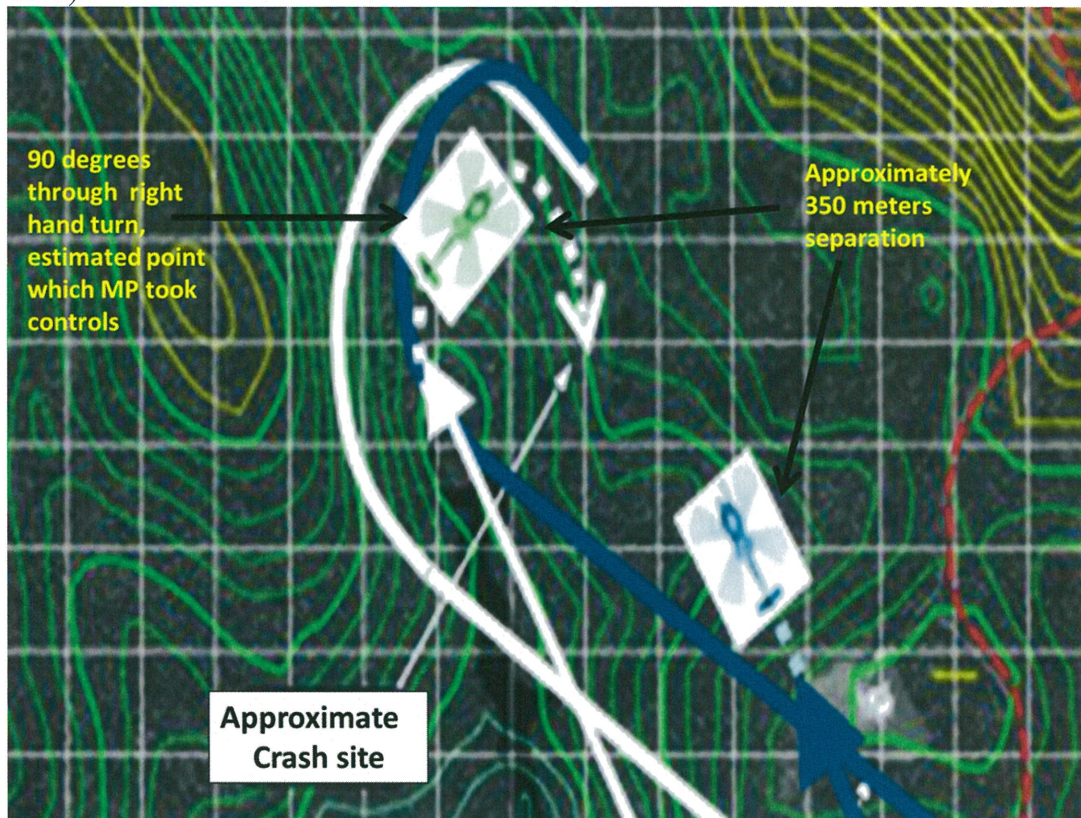 90 degrees
through right
hand turn,
estimated point
which MP took
controls
Approximately
350 meters
separation
Approximate
Crash site